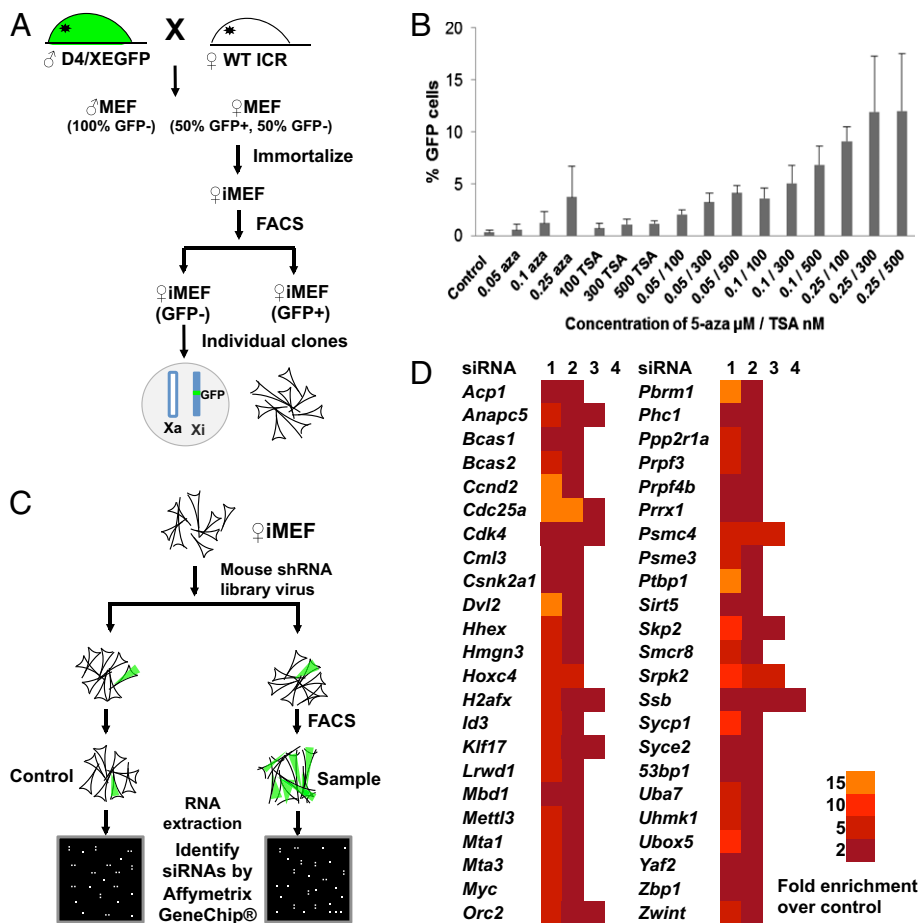 A
♂ D4/XEGFP
X
♀ WT ICR
♂MEF
(100% GFP-)
♀MEF
(50% GFP+, 50% GFP-)
Immortalize
♀iMEF
FACS
♀iMEF
(GFP-)
♀iMEF
(GFP+)
Individual clones
GFP
Xa
Xi
B
% GFP cells
20
15
10
5
0
Control
0.05 aza
0.1 aza
0.25 aza
100 TSA
300 TSA
500 TSA
0.05 / 100
0.05 / 300
0.05 / 500
0.1 / 100
0.1 / 300
0.1 / 500
0.25 / 100
0.25 / 300
0.25 / 500
Concentration of 5-aza µM / TSA nM
C
♀iMEF
Mouse shRNA
library virus
FACS
Control
Sample
RNA
extraction
Identify
siRNAs by
Affymetrix
GeneChip®
D
siRNA 1 2 3 4
Acp1
Anapc5
Bcas1
Bcas2
Ccnd2
Cdc25a
Cdk4
Cml3
Csnk2a1
Dvl2
Hhex
Hmgn3
Hoxc4
H2afx
Id3
Klf17
Lrwd1
Mbd1
Mettl3
Mta1
Mta3
Myc
Orc2
siRNA 1 2 3 4
Pbrm1
Phc1
Ppp2r1a
Prpf3
Prpf4b
Prrx1
Psmc4
Psme3
Ptbp1
Sirt5
Skp2
Smcr8
Srpk2
Ssb
Sycp1
Syce2
53bp1
Uba7
Uhmk1
Ubox5
Yaf2
Zbp1
Zwint
15
10
5
2
Fold enrichment
over control